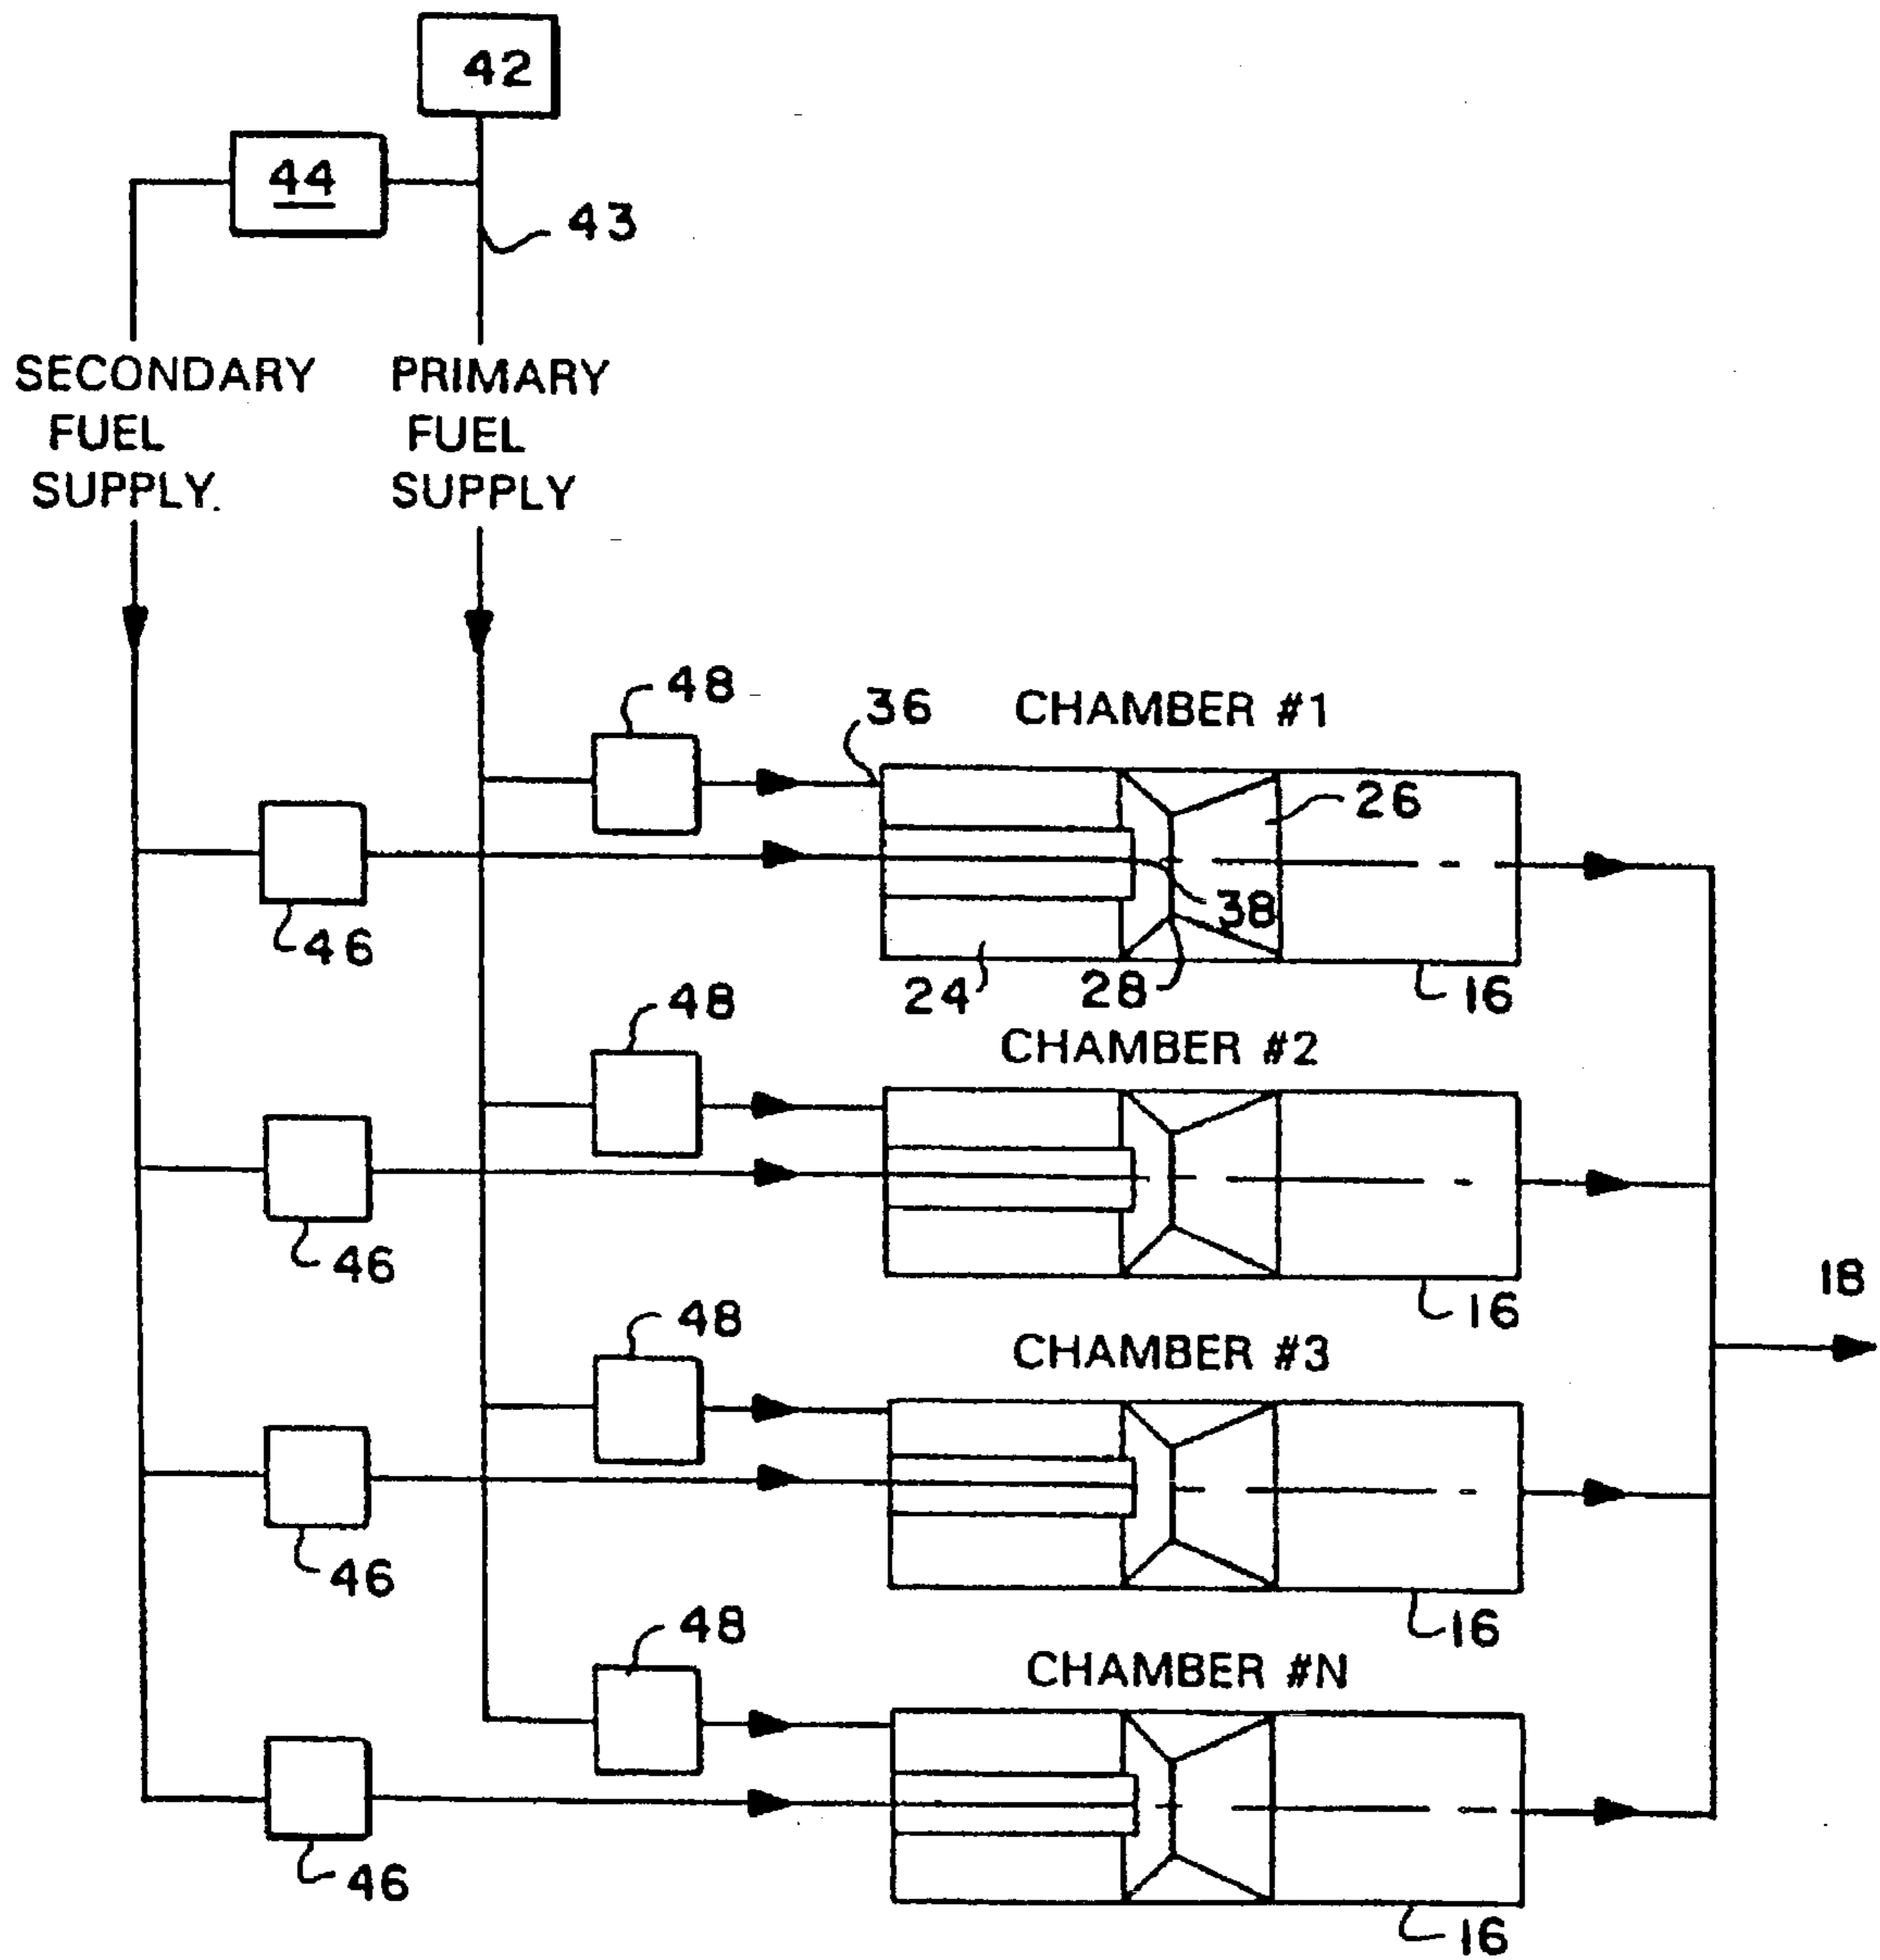 42
44
43
SECONDARY
FUEL
SUPPLY.
PRIMARY
FUEL
SUPPLY
48
36
CHAMBER #1
26
46
38
24
28
16
48
CHAMBER #2
46
16
18
48
CHAMBER #3
46
16
48
CHAMBER #N
46
16